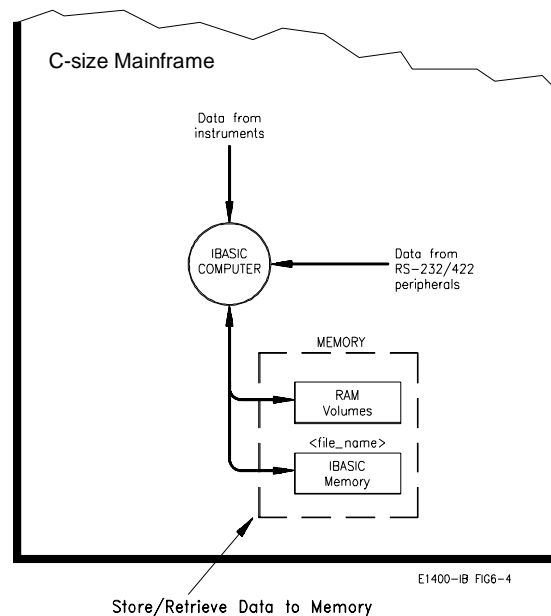 C-size Mainframe
Data from
instruments
IBASIC
COMPUTER
Data from
RS-232/422
peripherals
MEMORY
RAM
Volumes
<file_name>
IBASIC
Memory
E1400-IB FIG6-4
Store/Retrieve Data to Memory